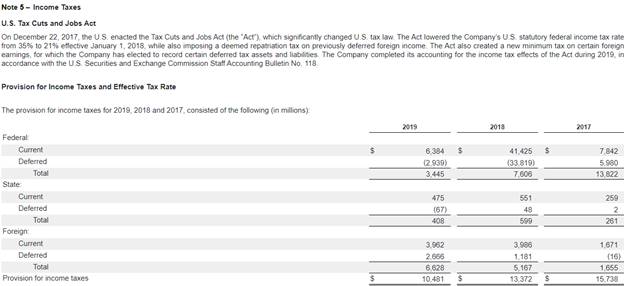 Note 5 – Income Taxes
U.S. Tax Cuts and Jobs Act
On December 22, 2017, the U.S. enacted the Tax Cuts and Jobs Act (the "Act"), which significantly changed U.S. tax law. The Act lowered the Company's U.S. statutory federal income tax rate
from 35% to 21% effective January 1, 2018, while also imposing a deemed repatriation tax on previously deferred foreign income. The Act also created a new minimum tax on certain foreign
earnings, for which the Company has elected to record certain deferred tax assets and liabilities. The Company completed its accounting for the income tax effects of the Act during 2019, in
accordance with the U.S. Securities and Exchange Commission Staff Accounting Bulletin No. 118.
Provision for Income Taxes and Effective Tax Rate
The provision for income taxes for 2019, 2018 and 2017, consisted of the following (in millions):
2019 2018 2017
Federal:
Current $ 6,384 $ 41,425 $ 7,842
Deferred (2,939) (33,819) 5,980
Total 3,445 7,606 13,822
State:
Current 475 551 259
Deferred (67) 48 2
Total 408 599 261
Foreign:
Current 3,962 3,986 1,671
Deferred 2,666 1,181 (16)
Total 6,628 5,167 1,655
Provision for income taxes $ 10,481 $ 13,372 $ 15,738